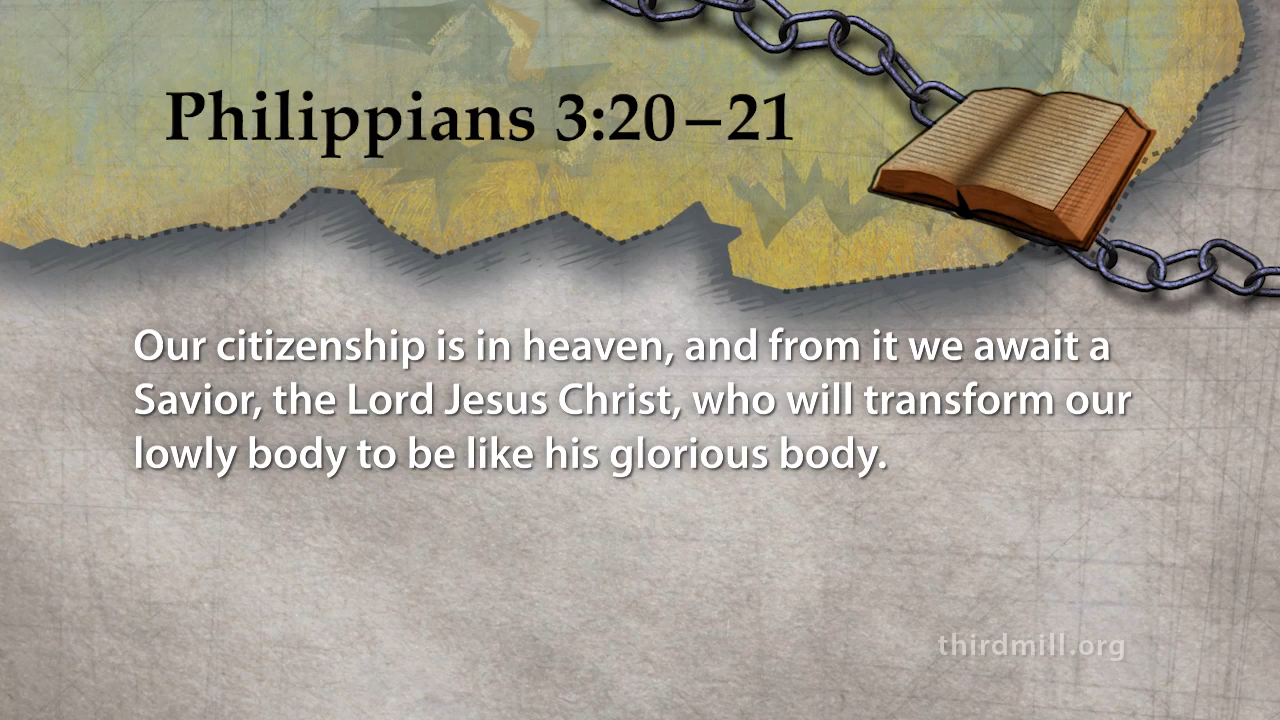 Philippians 3:20–21
Our citizenship is in heaven, and from it we await a
Savior, the Lord Jesus Christ, who will transform our
lowly body to be like his glorious body.
thirdmill.org